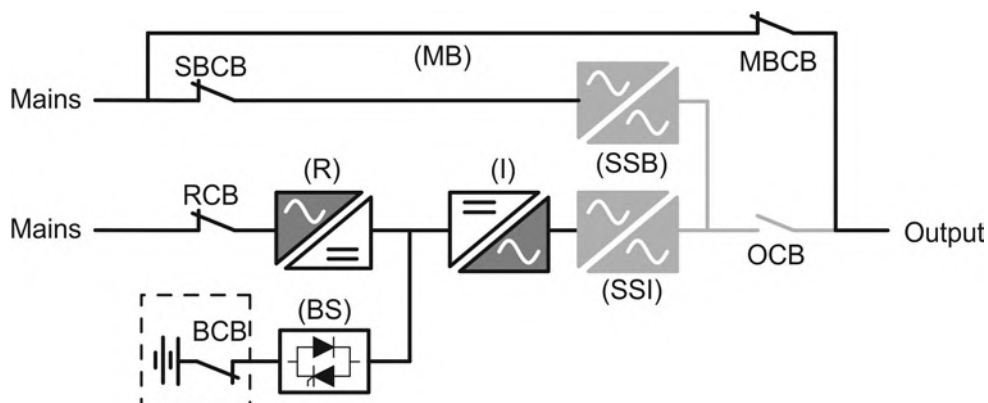 (MB)
MBCB
SBCB
Mains
(SSB)
(R)
(I)
RCB
Mains
Output
OCB
(SSI)
(BS)
BCB